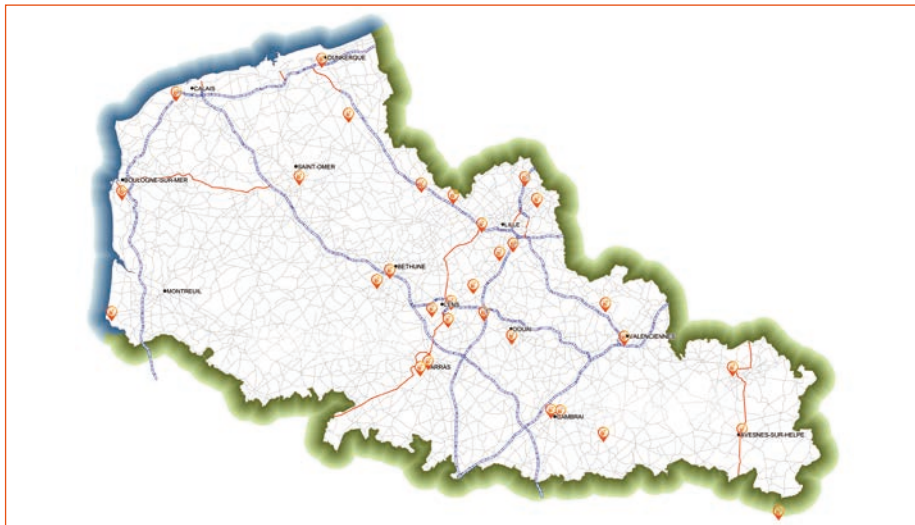 DUNKERQUE
CALAIS
SAINT-OMER
BOULOGNE-SUR-MER
LILLE
BETHUNE
MONTREUIL
LENS
DOUAI
VALENCIENNES
ARRAS
CAMBRAI
AVESNES-SUR-HELPE